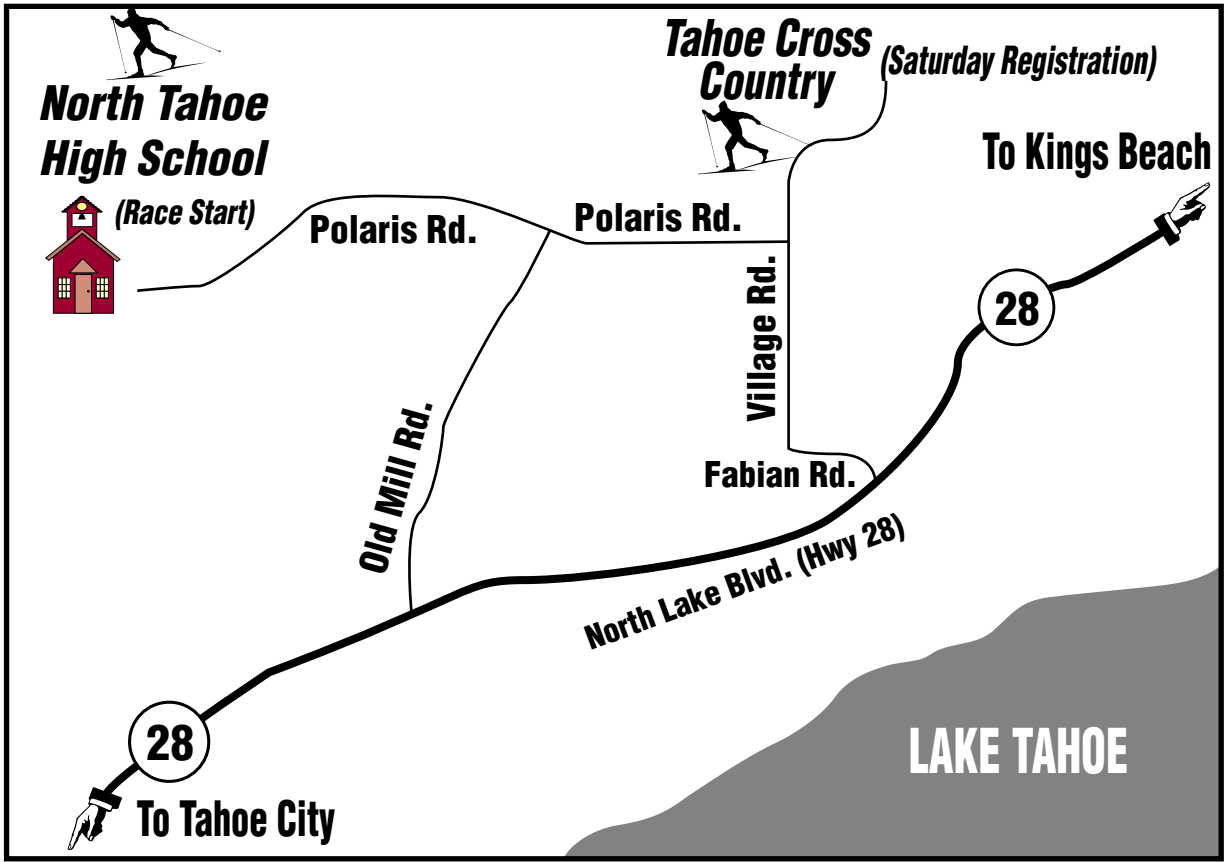 Tahoe Cross
Country
(Saturday Registration)
North Tahoe
High School
(Race Start)
To Kings Beach
Polaris Rd.
Polaris Rd.
Village Rd.
28
Old Mill Rd.
Fabian Rd.
North Lake Blvd. (Hwy 28)
LAKE TAHOE
28
To Tahoe City